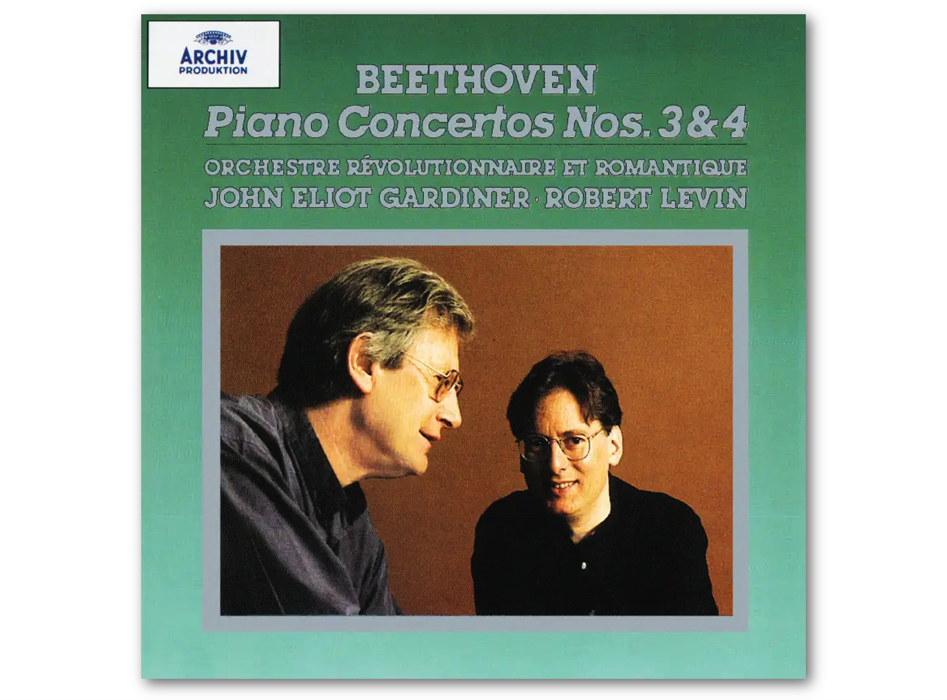 ARCHIV
PRODUKTION
BEETHOVEN
Piano Concertos Nos. 3 & 4
ORCHESTRE RÉVOLUTIONNAIRE ET ROMANTIQUE
JOHN ELIOT GARDINER · ROBERT LEVIN